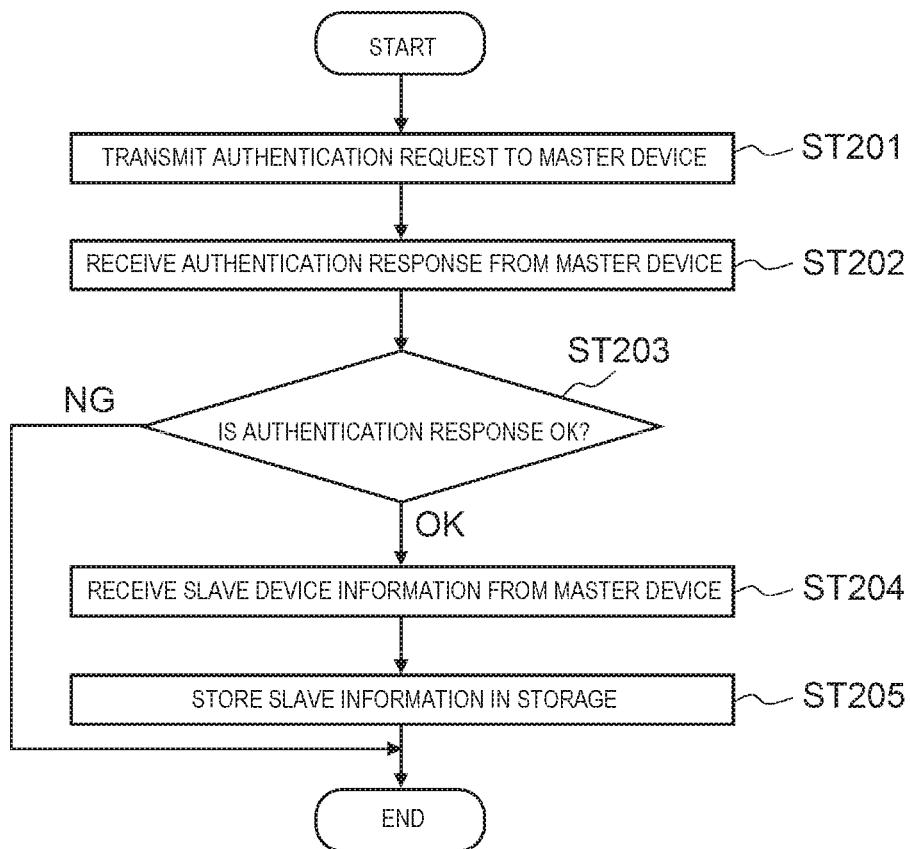 START
TRANSMIT AUTHENTICATION REQUEST TO MASTER DEVICE
ST201
RECEIVE AUTHENTICATION RESPONSE FROM MASTER DEVICE
ST202
ST203
NG
IS AUTHENTICATION RESPONSE OK?
OK
RECEIVE SLAVE DEVICE INFORMATION FROM MASTER DEVICE
ST204
STORE SLAVE INFORMATION IN STORAGE
ST205
END